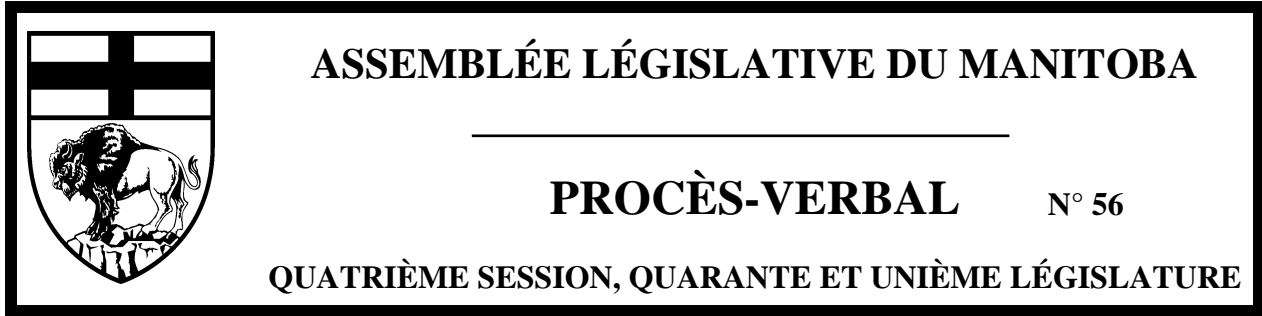 ASSEMBLÉE LÉGISLATIVE DU MANITOBA
PROCÈS-VERBAL N° 56
QUATRIÈME SESSION, QUARANTE ET UNIÈME LÉGISLATURE